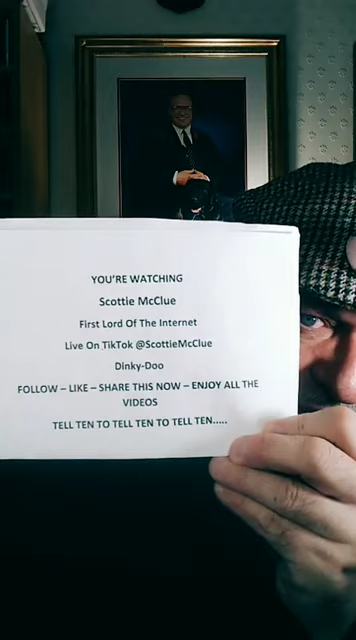 YOU'RE WATCHING
Scottie McClue
First Lord Of The Internet
Live On TikTok @ScottieMcClue
Dinky-Doo
FOLLOW – LIKE – SHARE THIS NOW – ENJOY ALL THE
VIDEOS
TELL TEN TO TELL TEN TO TELL TEN.....